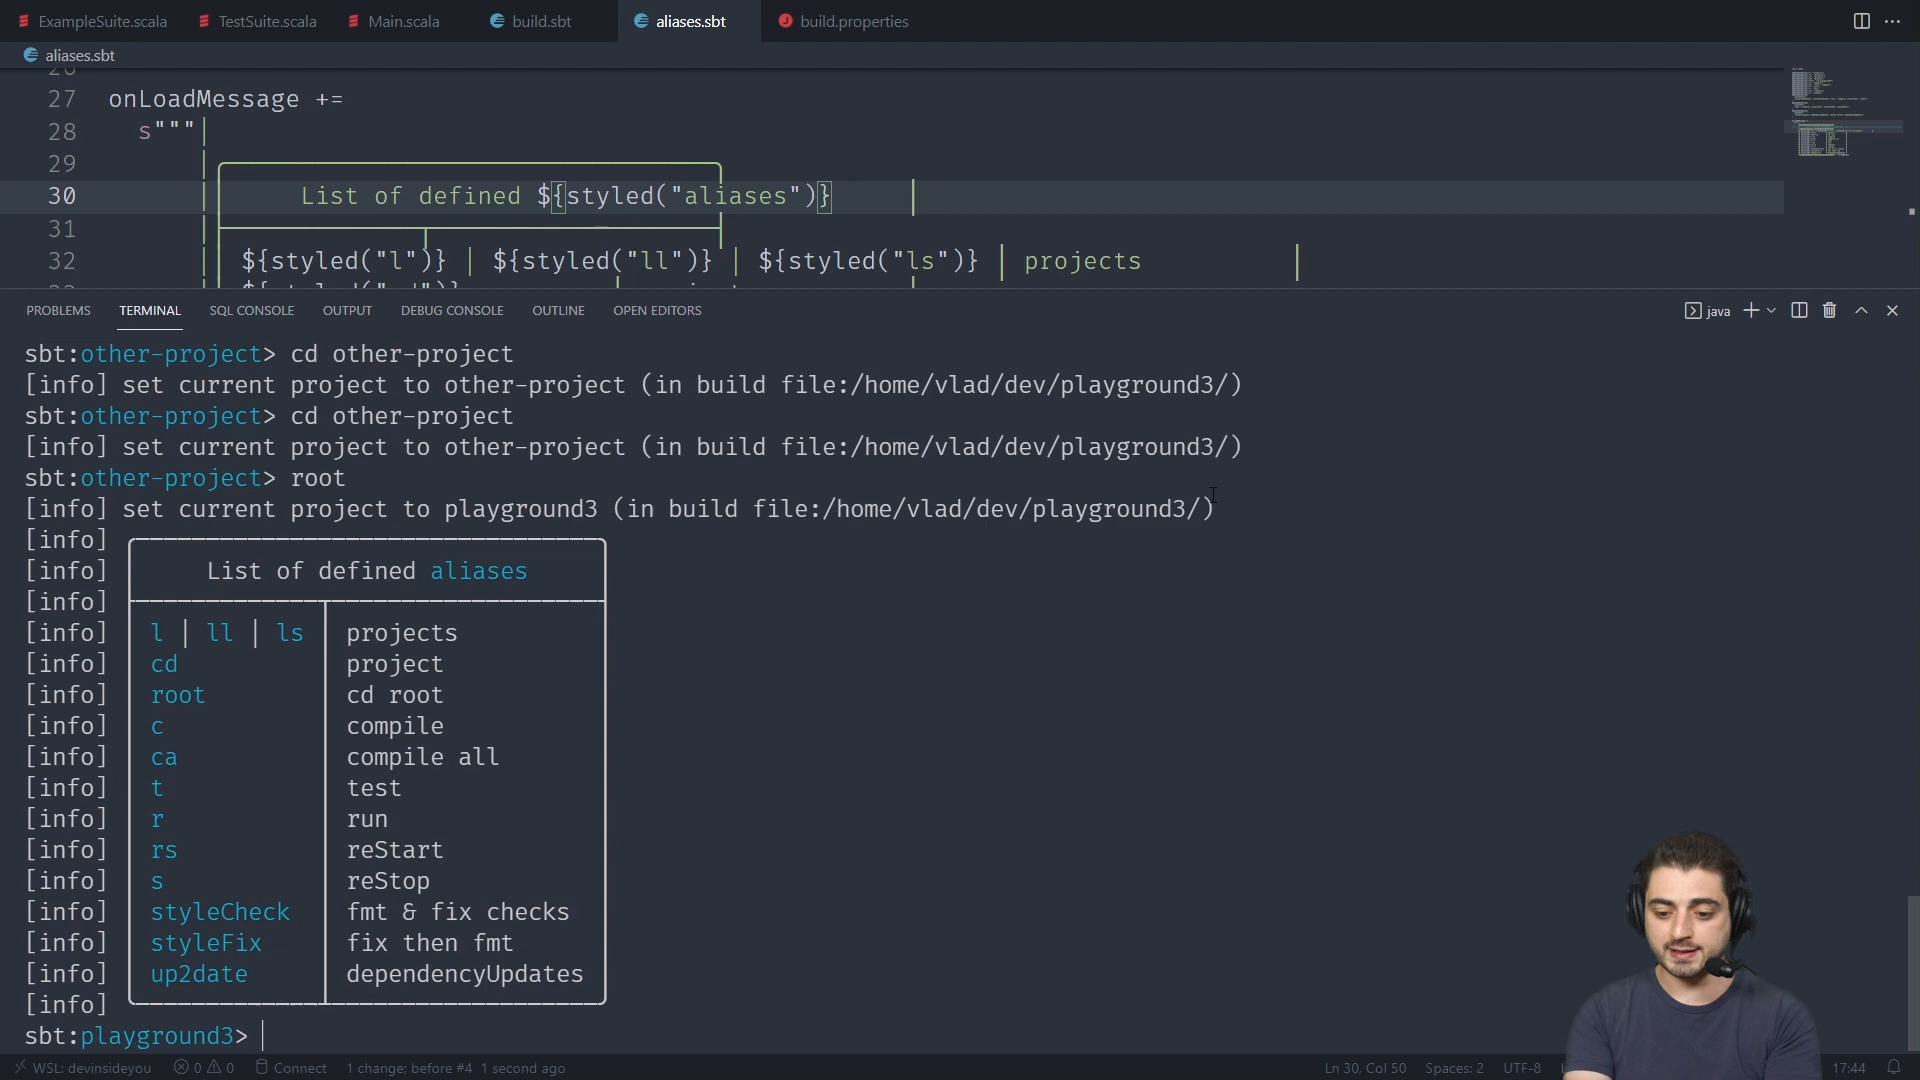 ExampleSuite.scala TestSuite.scala Main.scala build.sbt aliases.sbt build.properties
aliases.sbt
27 onLoadMessage +=
28 s"""|
29 |
30 | List of defined ${styled("aliases")} |
31 |
32 | ${styled("l")} | ${styled("ll")} | ${styled("ls")} | projects |
PROBLEMS TERMINAL SQL CONSOLE OUTPUT DEBUG CONSOLE OUTLINE OPEN EDITORS java
sbt:other-project> cd other-project
[info] set current project to other-project (in build file:/home/vlad/dev/playground3/)
sbt:other-project> cd other-project
[info] set current project to other-project (in build file:/home/vlad/dev/playground3/)
sbt:other-project> root
[info] set current project to playground3 (in build file:/home/vlad/dev/playground3/)
[info]
[info] List of defined aliases
[info]
[info] l | ll | ls projects
[info] cd project
[info] root cd root
[info] c compile
[info] ca compile all
[info] t test
[info] r run
[info] rs reStart
[info] s reStop
[info] styleCheck fmt & fix checks
[info] styleFix fix then fmt
[info] up2date dependencyUpdates
[info]
sbt:playground3>
WSL: devinsideyou 0 0 Connect 1 change; before #4 1 second ago Ln 30, Col 50 Spaces: 2 UTF-8 17:44